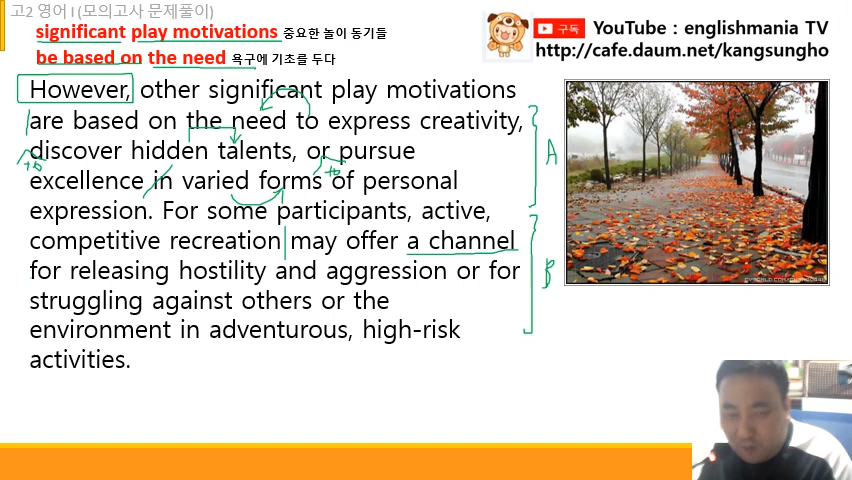 고2 영어 I (모의고사 문제풀이)
significant play motivations 중요한 놀이 동기들
be based on the need 욕구에 기초를 두다
구독 YouTube : englishmania TV
http://cafe.daum.net/kangsungho
However, other significant play motivations
are based on the need to express creativity,
discover hidden talents, or pursue
excellence in varied forms of personal
expression. For some participants, active,
competitive recreation may offer a channel
for releasing hostility and aggression or for
struggling against others or the
environment in adventurous, high-risk
activities.
to
to
A
B